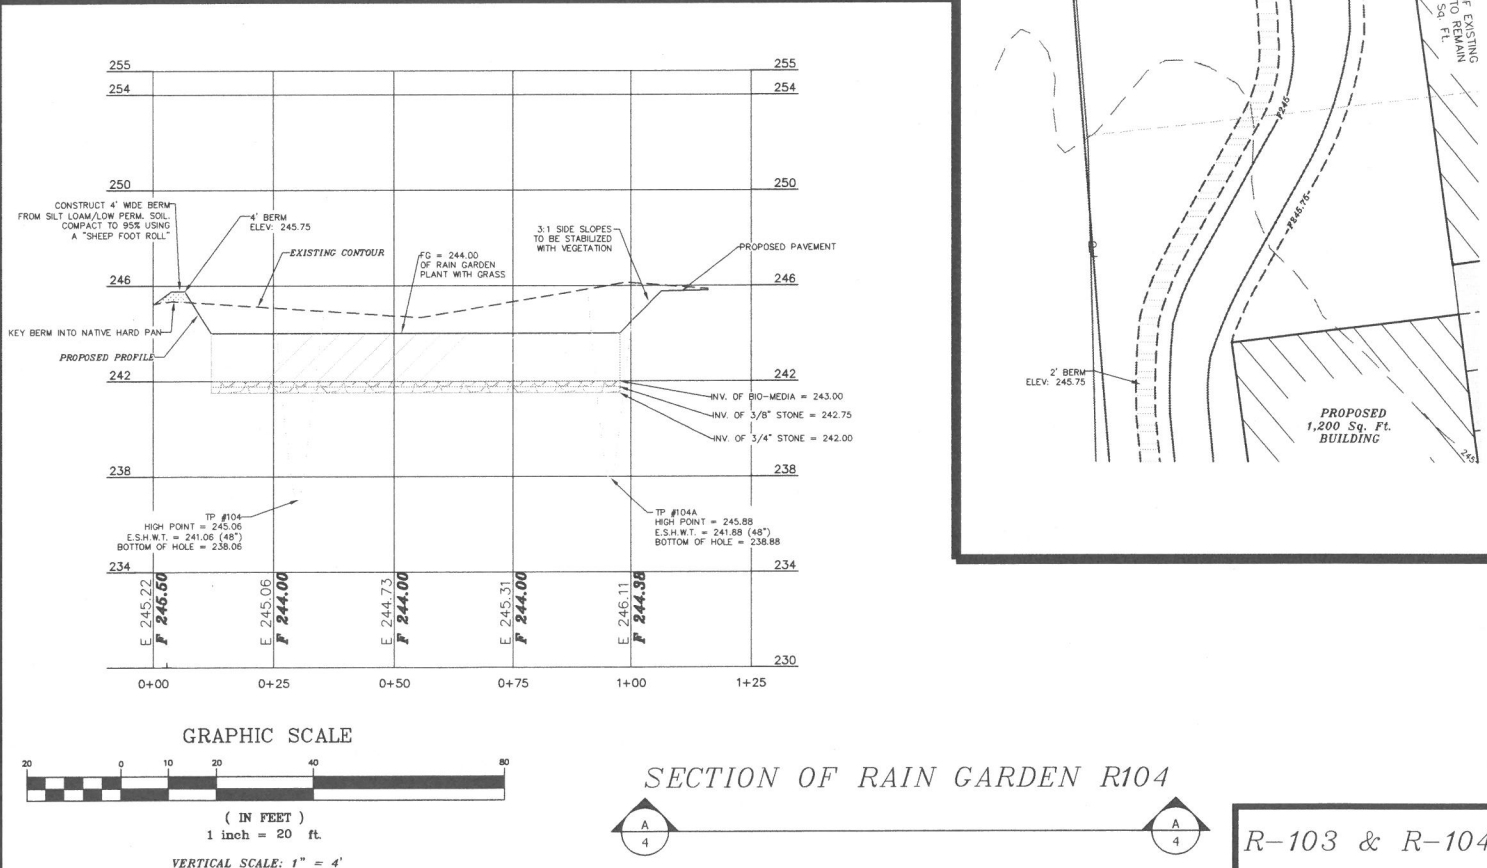 255
255
254
254
250
250
CONSTRUCT 4' WIDE BERM
FROM SILT LOAM/LOW PERM. SOIL.
COMPACT TO 95% USING
A "SHEEP FOOT ROLL"
4' BERM
ELEV: 245.75
EXISTING CONTOUR
FG = 244.00
OF RAIN GARDEN
PLANT WITH GRASS
3:1 SIDE SLOPES
TO BE STABILIZED
WITH VEGETATION
PROPOSED PAVEMENT
246
246
KEY BERM INTO NATIVE HARD PAN
PROPOSED PROFILE
242
242
INV. OF BIO-MEDIA = 243.00
INV. OF 3/8" STONE = 242.75
INV. OF 3/4" STONE = 242.00
238
238
TP #104
HIGH POINT = 245.06
E.S.H.W.T. = 241.06 (48")
BOTTOM OF HOLE = 238.06
TP #104A
HIGH POINT = 245.88
E.S.H.W.T. = 241.88 (48")
BOTTOM OF HOLE = 238.88
234
234
E 245.22
F 245.50
E 245.06
F 244.00
E 244.73
F 244.00
E 245.31
F 244.00
E 246.11
F 244.38
230
0+00
0+25
0+50
0+75
1+00
1+25
GRAPHIC SCALE
20
0
10
20
40
80
( IN FEET )
1 inch = 20 ft.
VERTICAL SCALE: 1" = 4'
SECTION OF RAIN GARDEN R104
A
4
A
4
F EXISTING
TO REMAIN
Sq. Ft.
F245
F245.75
2' BERM
ELEV: 245.75
PROPOSED
1,200 Sq. Ft.
BUILDING
245
R-103 & R-104